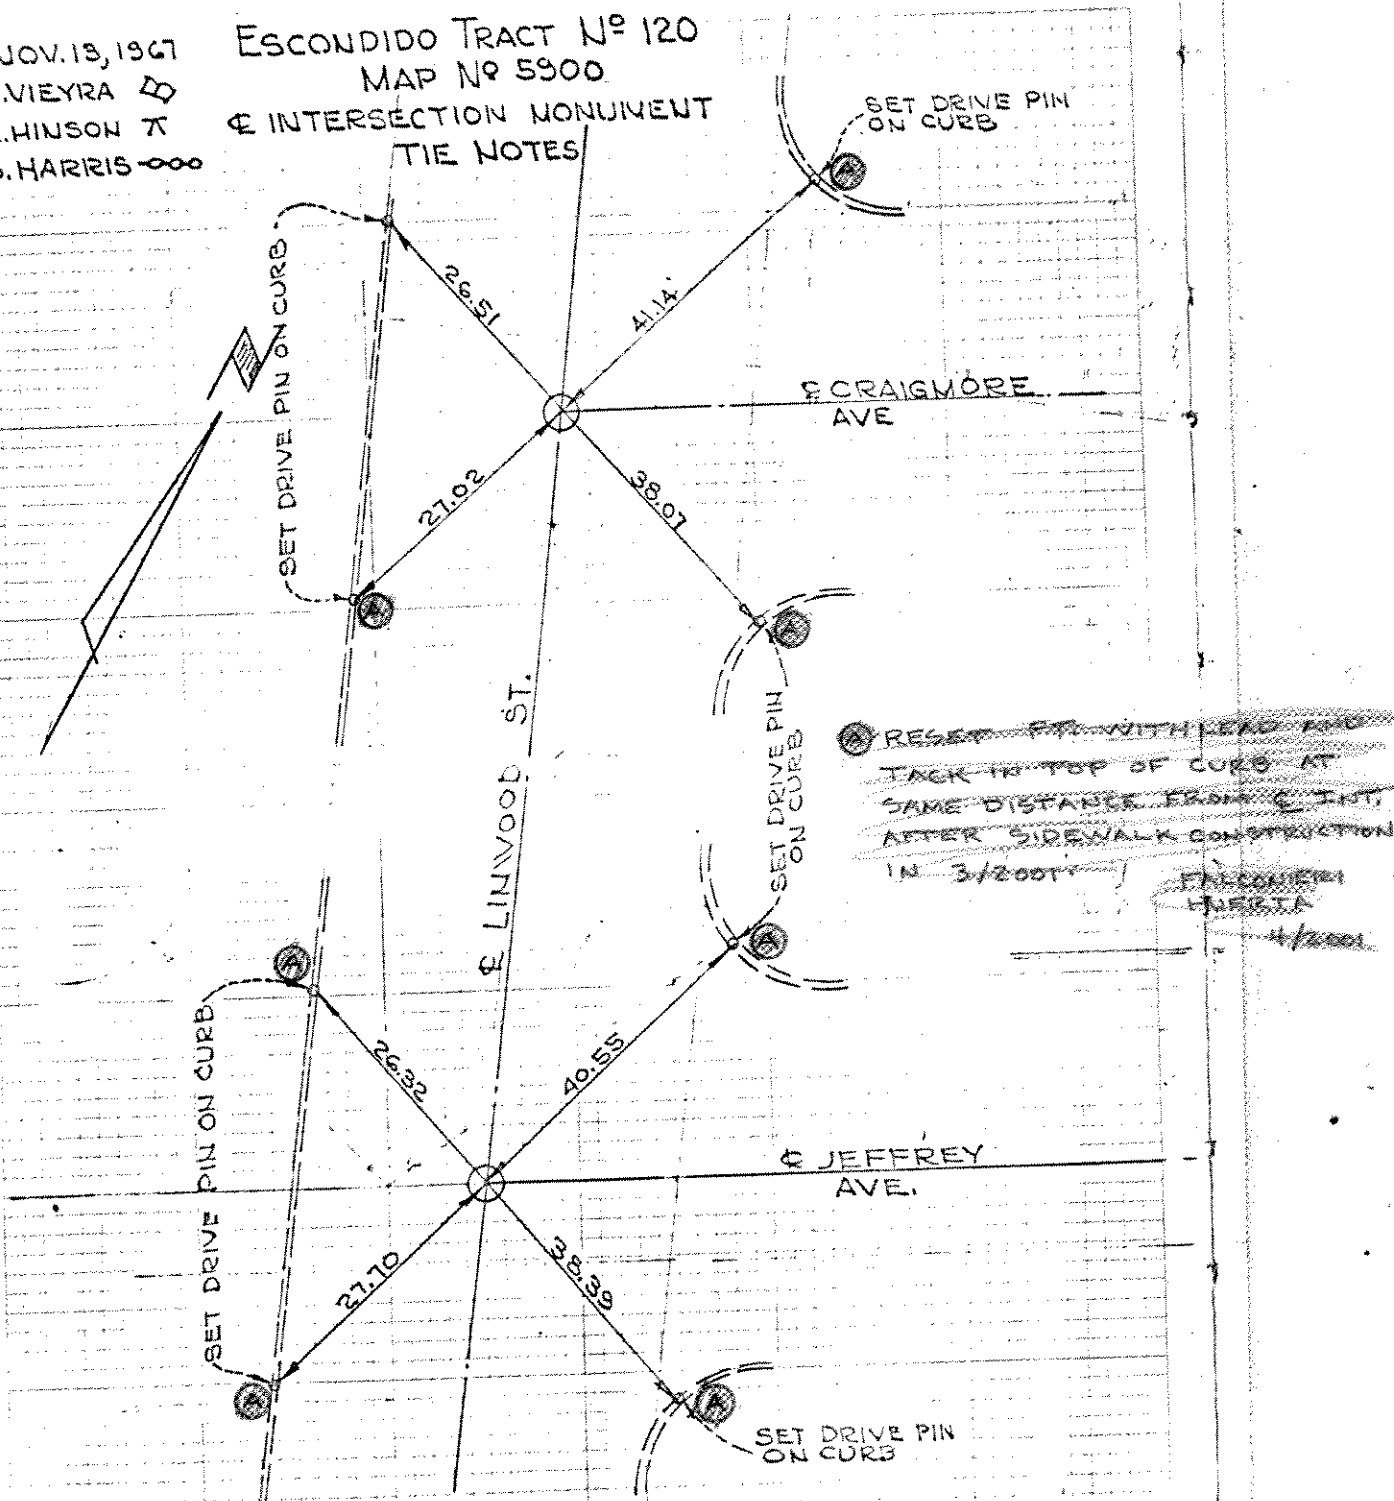 NOV. 13, 1967
.VIEYRA
.HINSON
.HARRIS
ESCONDIDO TRACT Nº 120
MAP Nº 5900
℄ INTERSECTION MONUMENT
TIE NOTES
SET DRIVE PIN
ON CURB
A
SET DRIVE PIN ON CURB
26.51
41.14'
℄ CRAIGMORE
AVE
27.02
38.07
A
A
℄ LINWOOD ST.
SET DRIVE PIN
ON CURB
A RESET PT. WITH LEAD AND
TACK IN TOP OF CURB AT
SAME DISTANCE FROM ℄ INT.
AFTER SIDEWALK CONSTRUCTION
IN 3/2001
FALCONIERI
HUERTA
4/2001
A
A
SET DRIVE PIN ON CURB
26.32
40.55
℄ JEFFREY
AVE.
27.70
38.39
A
A
SET DRIVE PIN
ON CURB